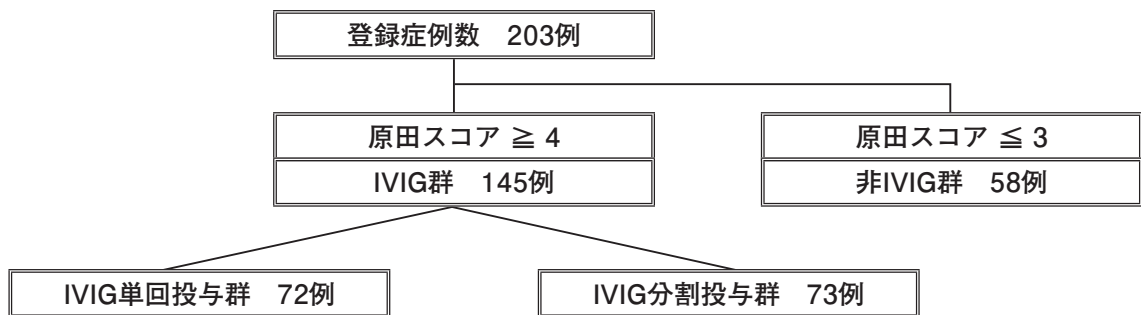 登録症例数　203例
原田スコア ≧ 4
原田スコア ≦ 3
IVIG群　145例
非IVIG群　58例
IVIG単回投与群　72例
IVIG分割投与群　73例